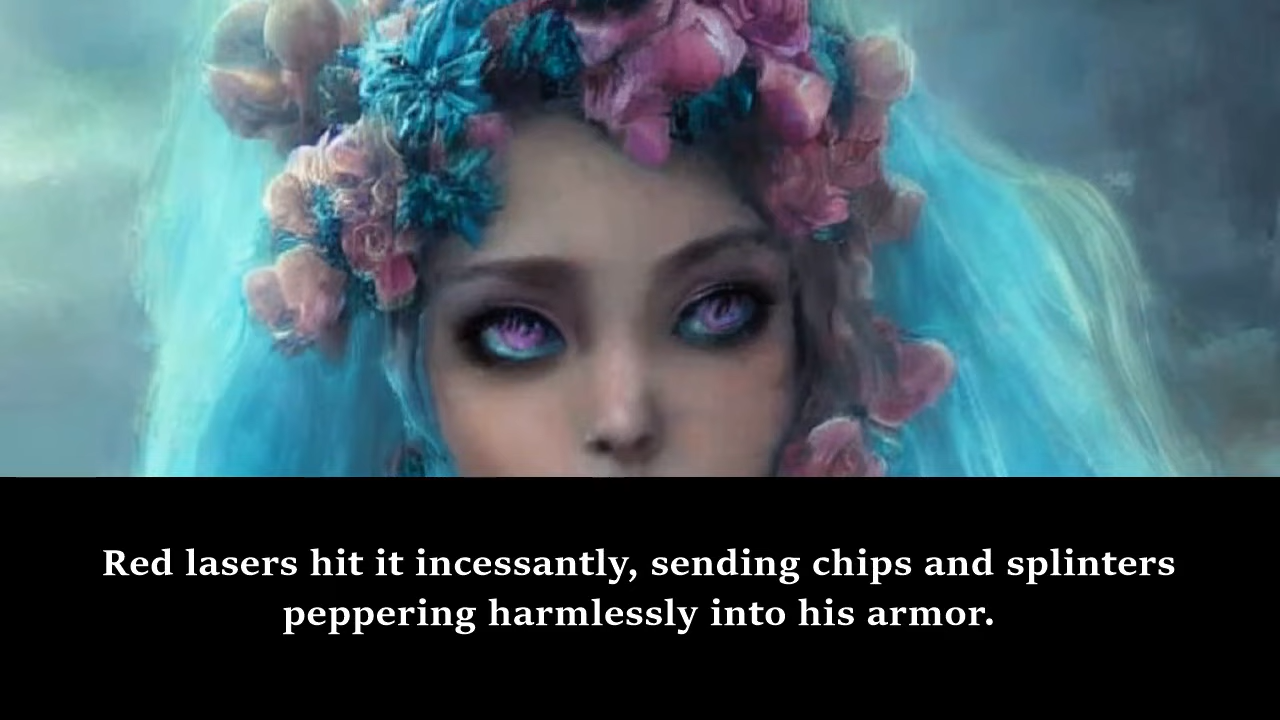 Red lasers hit it incessantly, sending chips and splinters
peppering harmlessly into his armor.